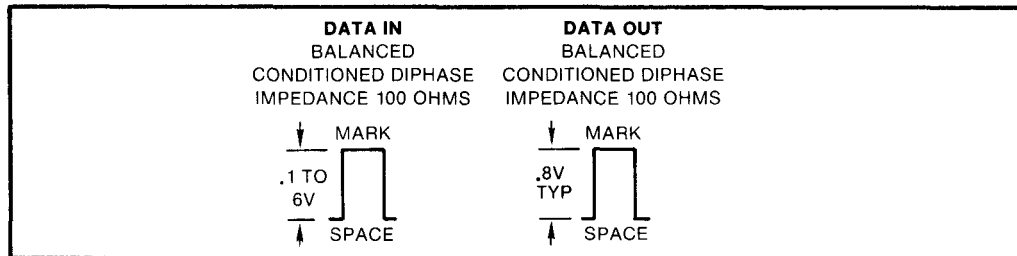 DATA IN
BALANCED
CONDITIONED DIPHASE
IMPEDANCE 100 OHMS
MARK
.1 TO
6V
SPACE
DATA OUT
BALANCED
CONDITIONED DIPHASE
IMPEDANCE 100 OHMS
MARK
.8V
TYP
SPACE